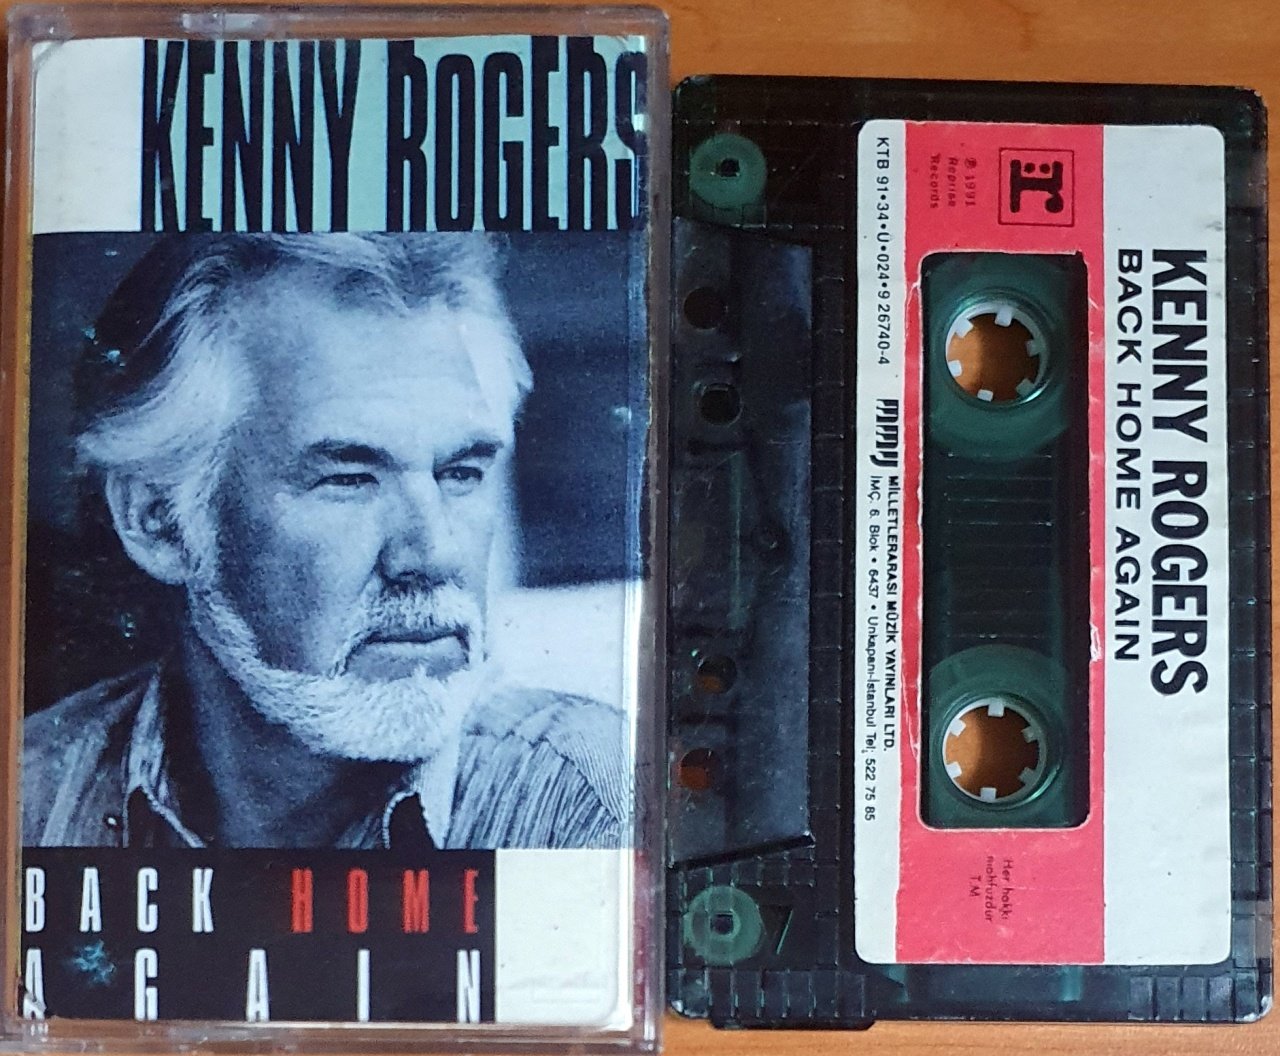 KENNY ROGERS
BACK HOME
AGAIN
KENNY ROGERS
BACK HOME AGAIN
r
℗ 1991
Reprise
Records
Her hakkı
mahfuzdur
T.M
KTB 91•34•Ü•024•9 26740-4
MMY
MİLLETLERARASI MÜZİK YAYINLARI LTD.
İMÇ. 6. Blok • 6437 • Unkapanı-İstanbul Tel: 522 75 85